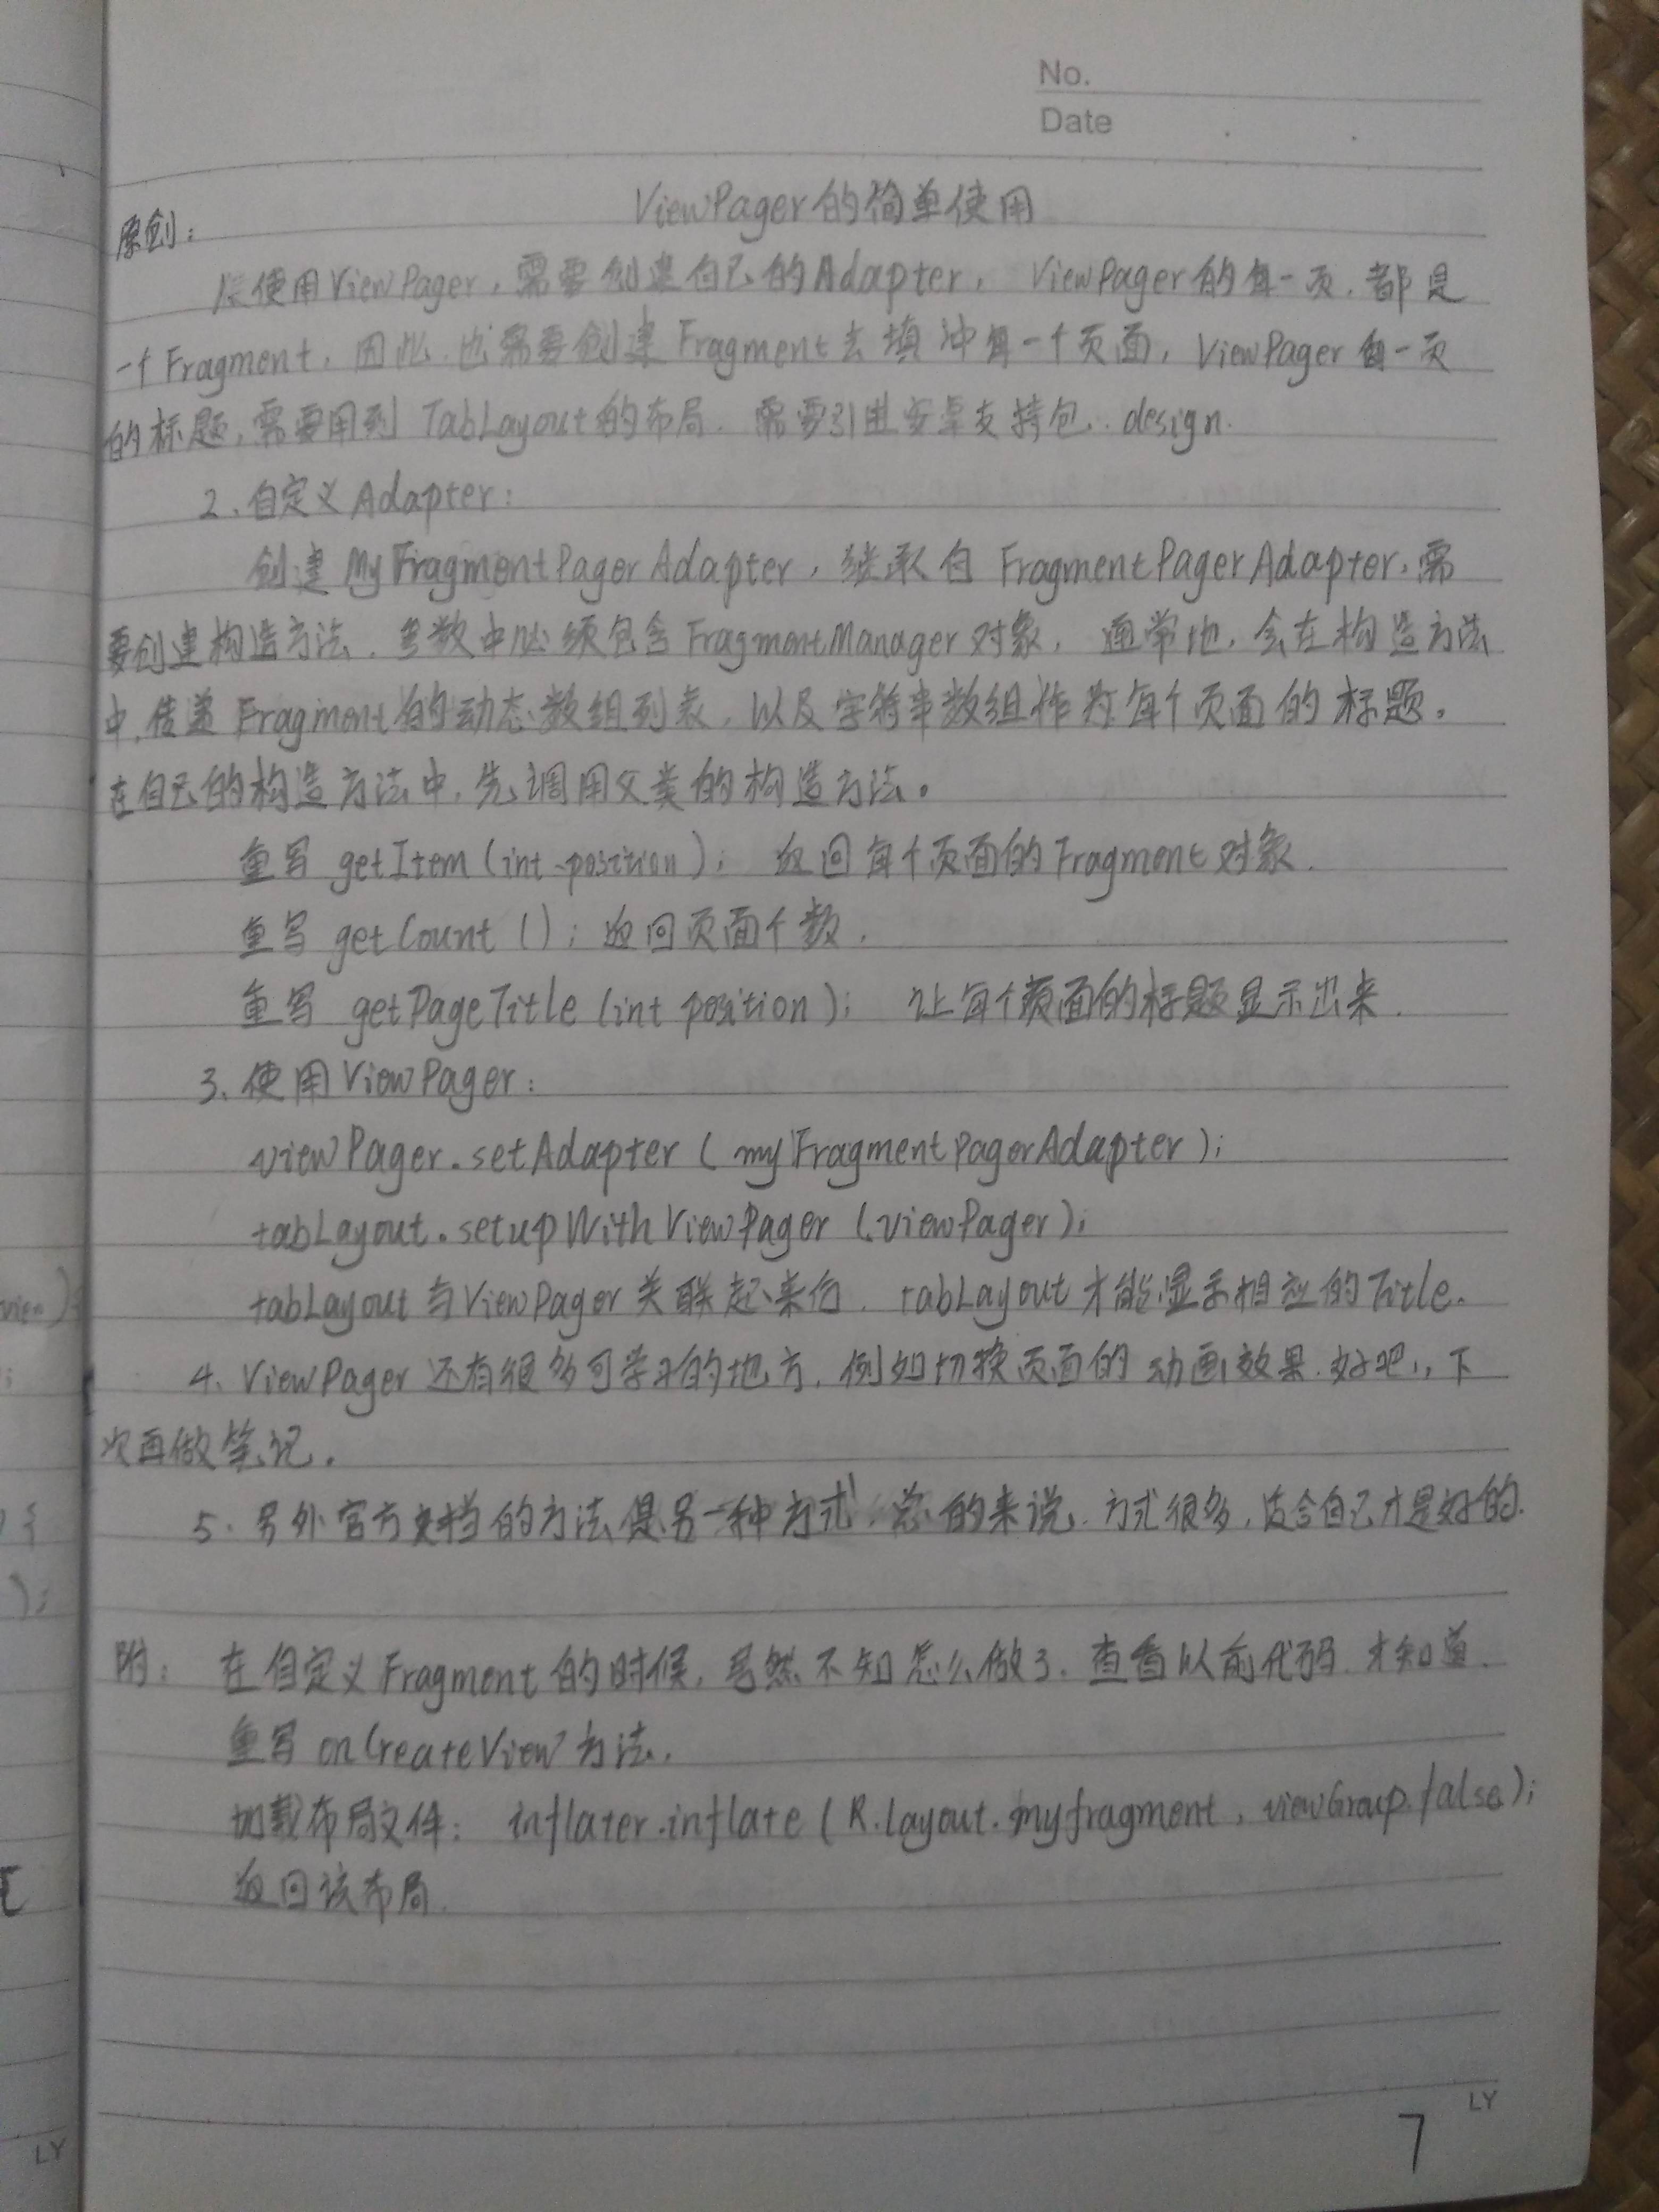 No.
Date
ViewPager的简单使用
原创：
1、使用ViewPager，需要创建自己的Adapter，ViewPager的每一页，都是
一个Fragment，因此，也需要创建Fragment去填冲每一个页面，ViewPager每一页
的标题，需要用到TabLayout的布局．需要引进安卓支持包：design.
2、自定义Adapter：
创建MyFragmentPagerAdapter，继承自FragmentPagerAdapter，需
要创建构造方法．参数中必须包含FragmentManager对象，通常地，会在构造方法
中，传递Fragment的动态数组列表，以及字符串数组作为每个页面的标题。
在自己的构造方法中，先调用父类的构造方法。
重写 getItem（int position）；返回每个页面的Fragment对象．
重写 getCount（）；返回页面个数．
重写 getPageTitle（int position）；让每个页面的标题显示出来．
3、使用ViewPager：
viewPager.setAdapter（myFragmentPagerAdapter）；
tabLayout.setupWithViewPager（viewPager）；
tabLayout与ViewPager关联起来后．tabLayout才能显示相应的Title．
4、ViewPager还有很多可学习的地方，例如切换页面的动画效果．好吧，，下
次再做笔记．
5．另外官方文档的方法是另一种方式，总的来说．方式很多，适合自己才是好的．
附：在自定义Fragment的时候，居然不知怎么做了．查看以前代码．才知道．
重写 onCreateView 方法．
加载布局文件：inflater.inflate（R.layout.myfragment，viewGroup，false）；
返回该布局．
LY
7
LY